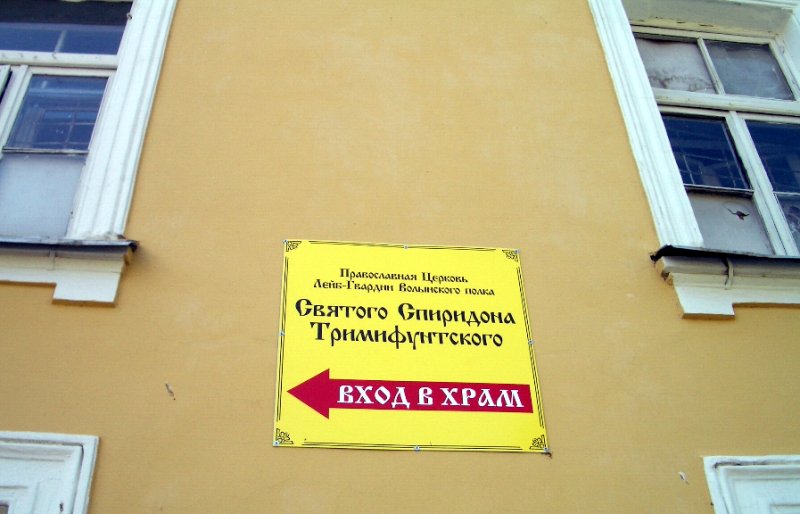 Православная Церковь
Лейб-Гвардии Волынского полка
Святого Спиридона
Тримифунтского
ВХОД В ХРАМ